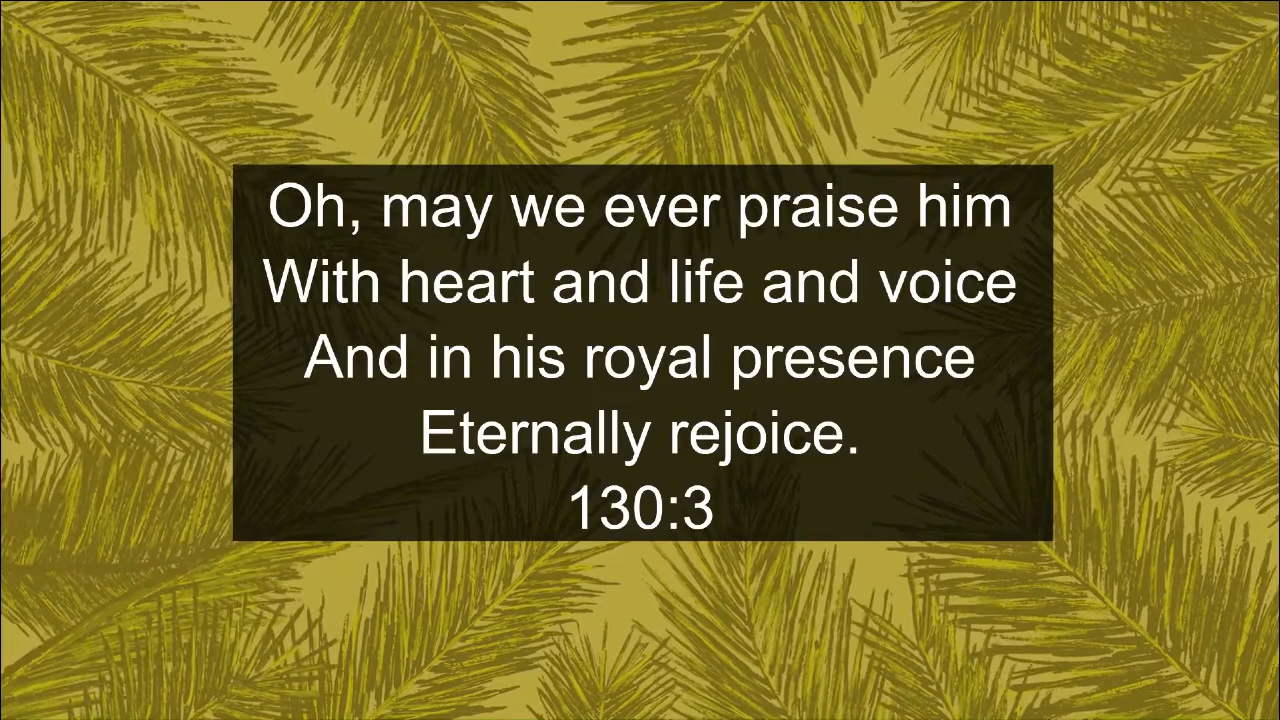 Oh, may we ever praise him
With heart and life and voice
And in his royal presence
Eternally rejoice.
130:3